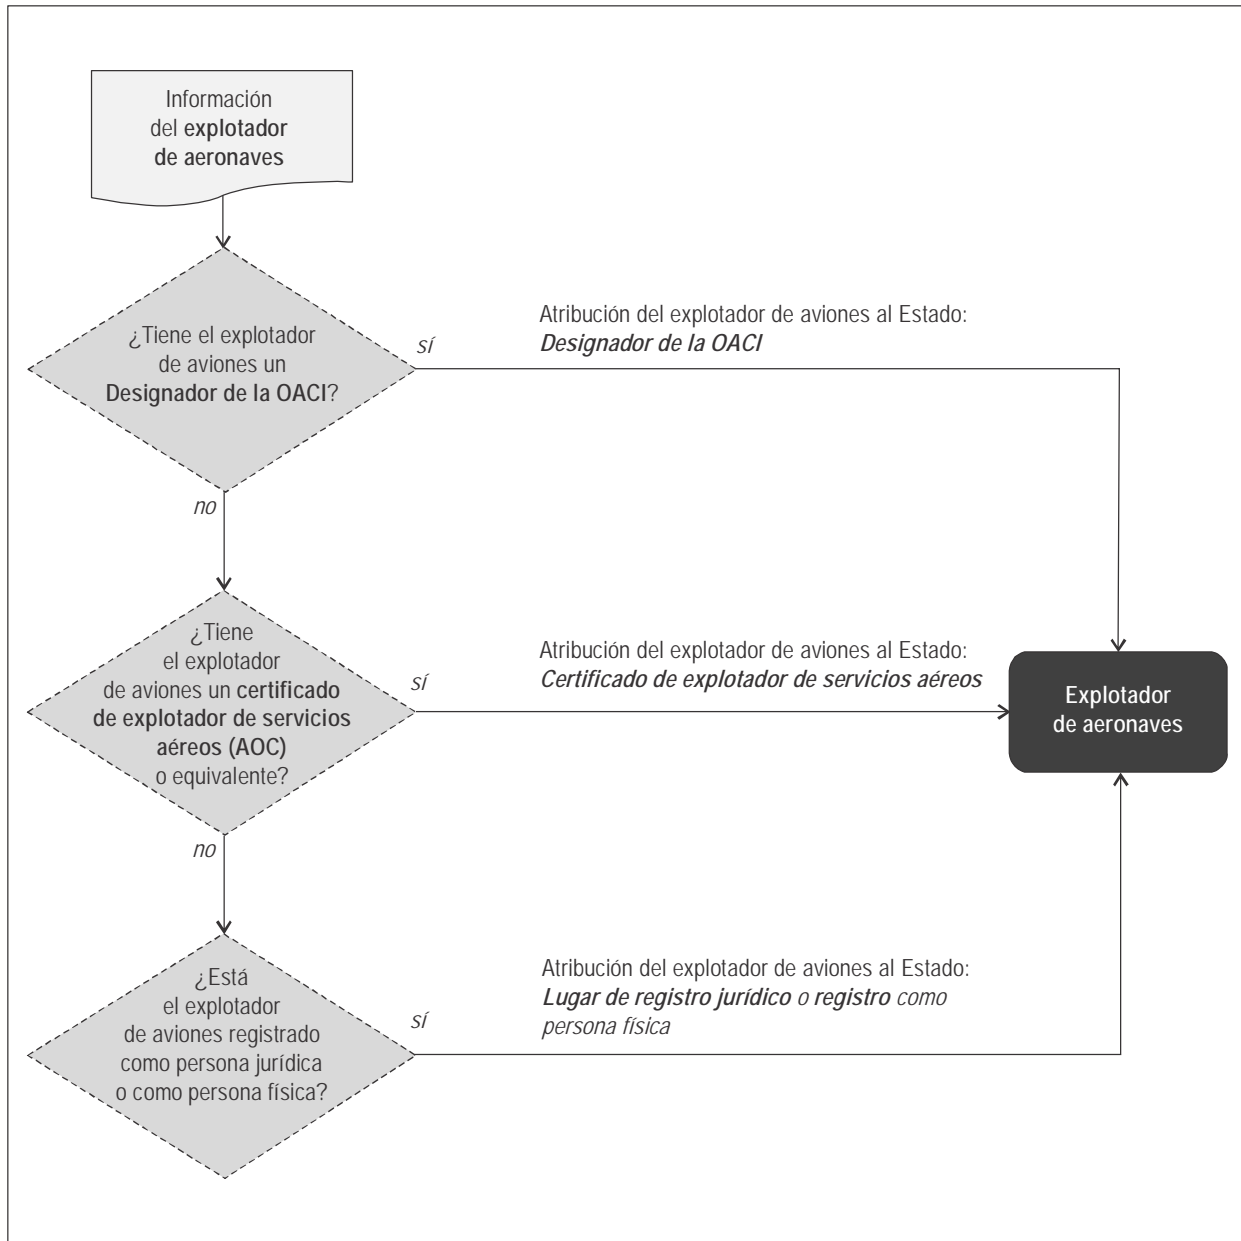 Información
del explotador
de aeronaves
¿Tiene el explotador
de aviones un
Designador de la OACI?
sí
Atribución del explotador de aviones al Estado:
Designador de la OACI
no
¿Tiene
el explotador
de aviones un certificado
de explotador de servicios
aéreos (AOC)
o equivalente?
sí
Atribución del explotador de aviones al Estado:
Certificado de explotador de servicios aéreos
Explotador
de aeronaves
no
¿Está
el explotador
de aviones registrado
como persona jurídica
o como persona física?
sí
Atribución del explotador de aviones al Estado:
Lugar de registro jurídico o registro como
persona física